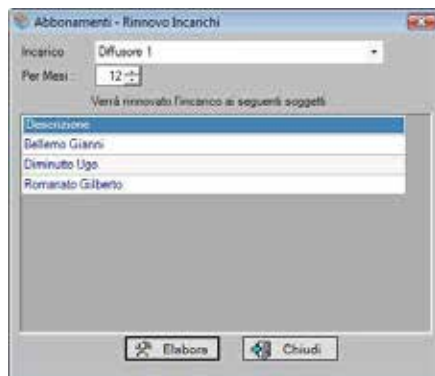 Abbonamenti - Rinnovo Incarichi
Incarico Diffusore 1
Per Mesi : 12
Verrà rinnovato l'incarico ai seguenti soggetti
Descrizione
Bellemo Gianni
Diminutto Ugo
Romanato Gilberto
Elabora Chiudi